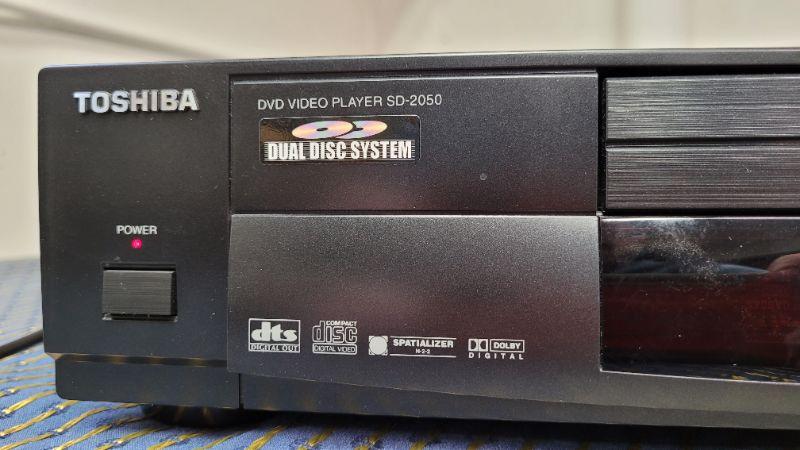 TOSHIBA
DVD VIDEO PLAYER SD-2050
DUAL DISC SYSTEM
POWER
dts
DIGITAL OUT
COMPACT
disc
DIGITAL VIDEO
SPATIALIZER
N-2-2
DOLBY
DIGITAL